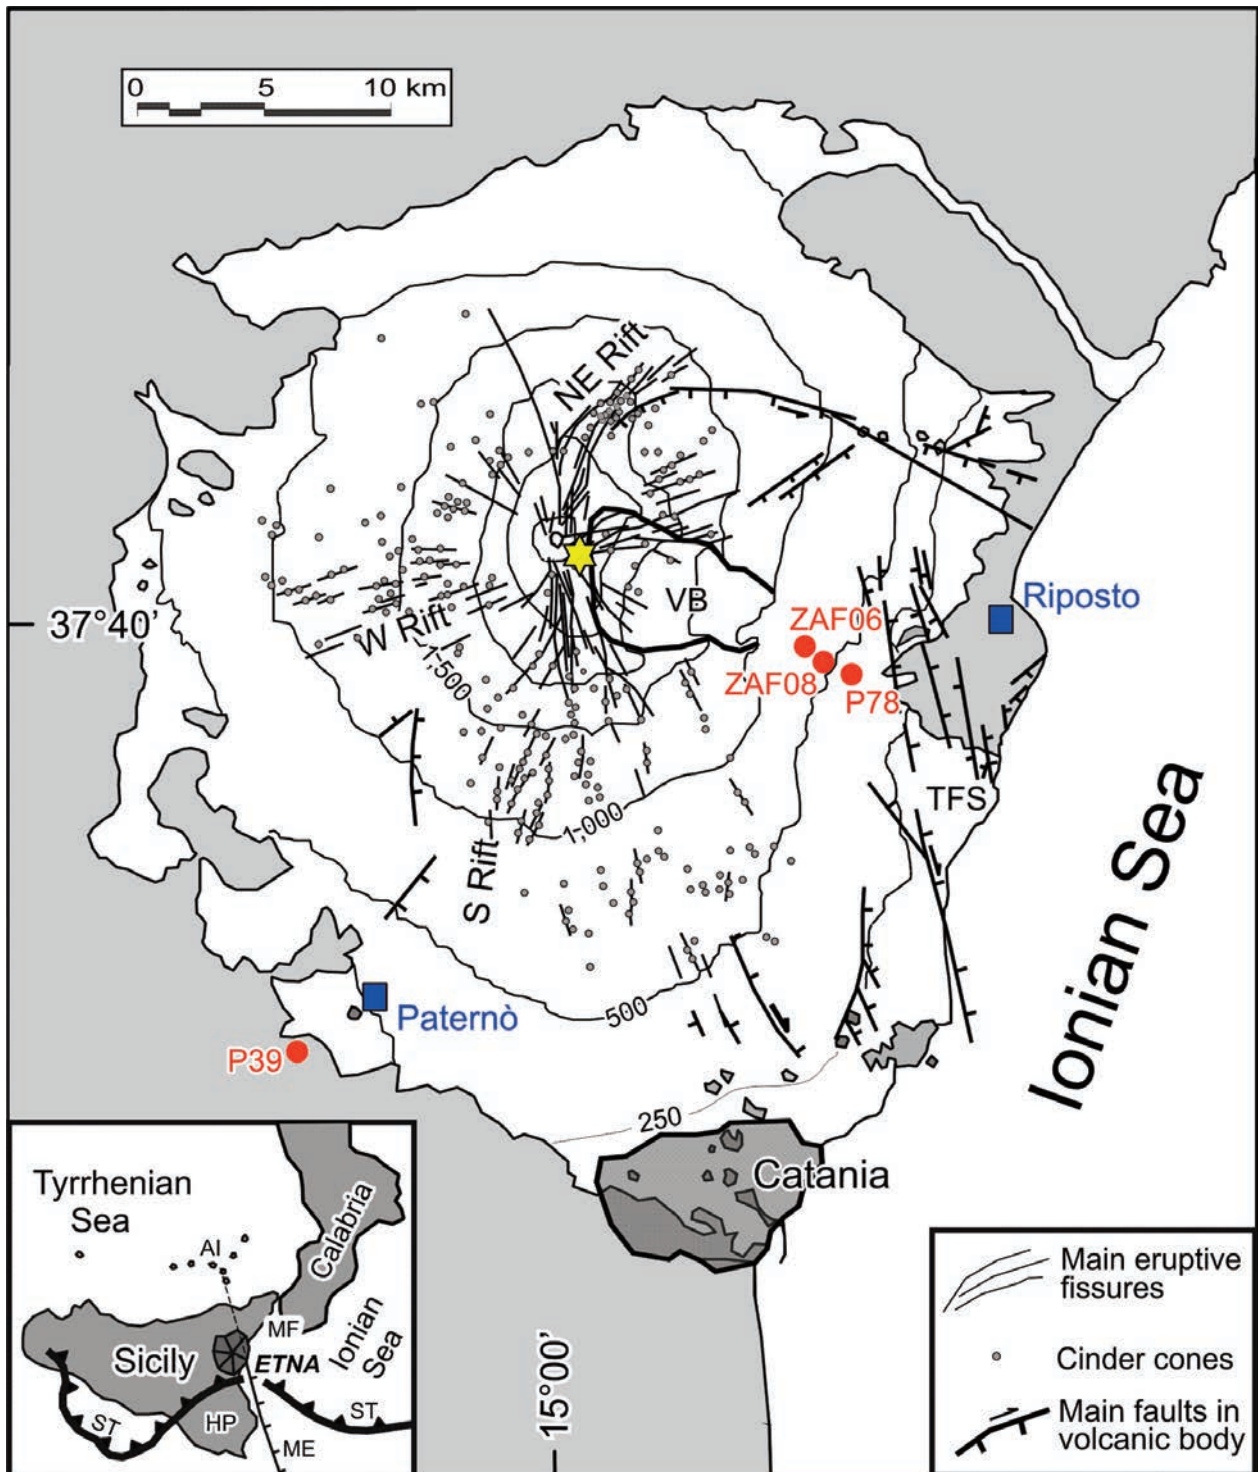 0 5 10 km
NE Rift
37°40'
W Rift
1,500
VB
ZAF06
ZAF08
P78
Riposto
TFS
1,000
S Rift
500
Paternò
P39
250
Catania
Ionian Sea
15°00'
Tyrrhenian
Sea
AI
Calabria
MF
Ionian
Sea
Sicily
ETNA
ST
HP
ST
ME
Main eruptive
fissures
Cinder cones
Main faults in
volcanic body